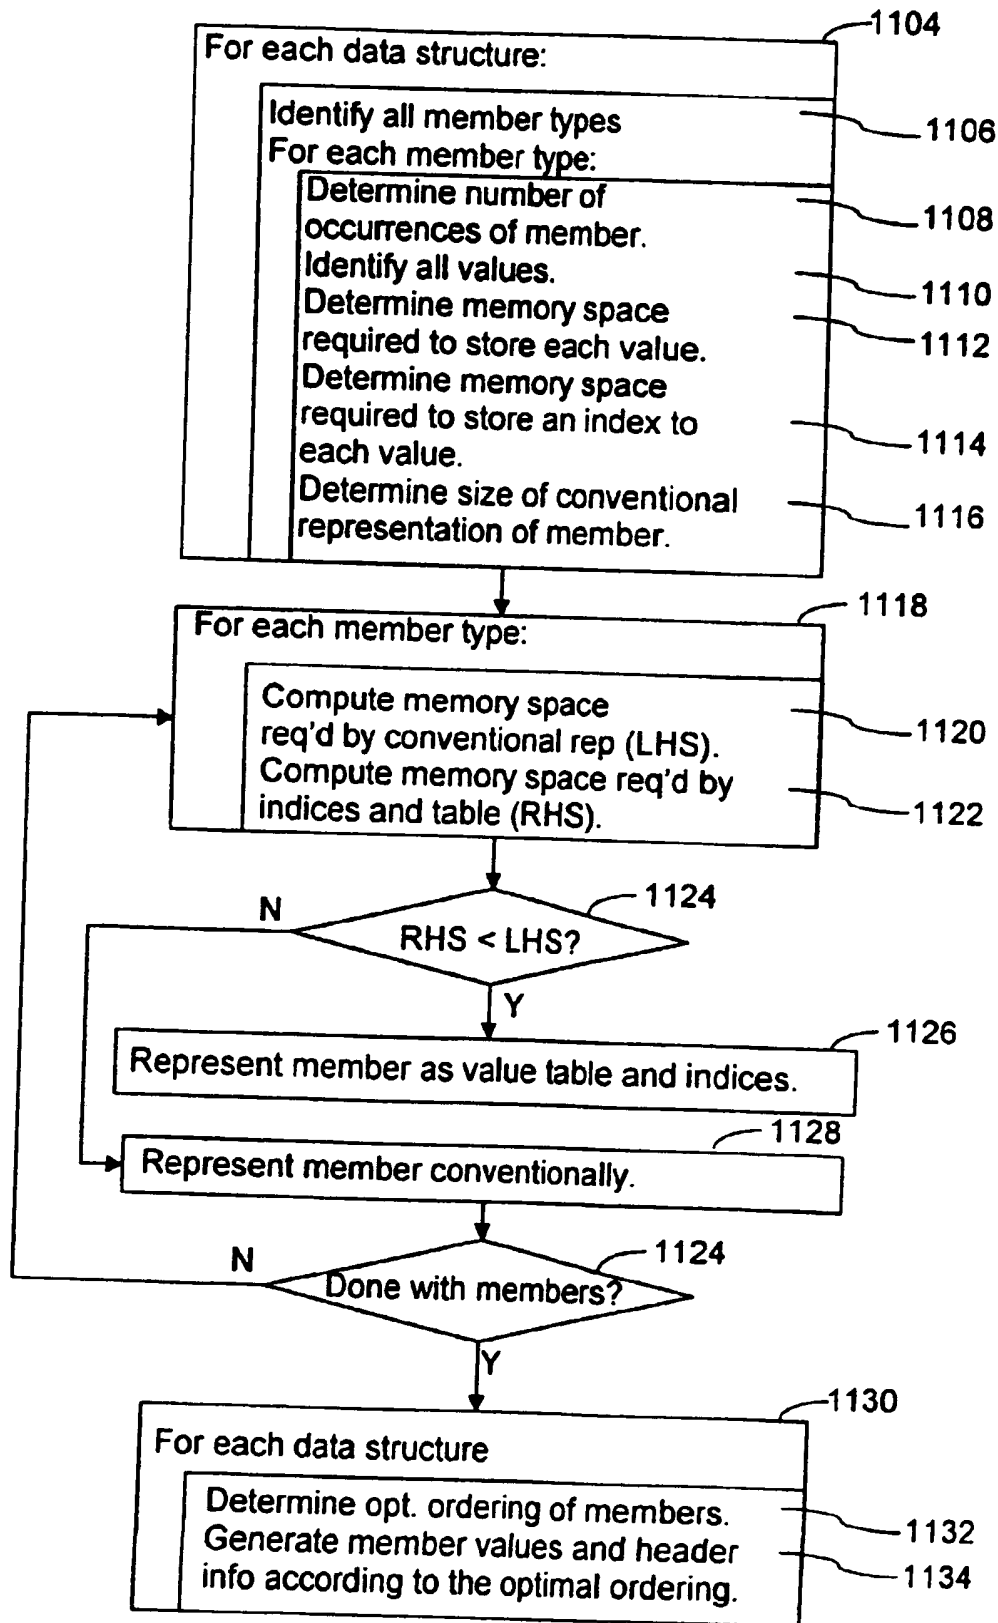 1104
For each data structure:
Identify all member types
1106
For each member type:
Determine number of
1108
occurrences of member.
Identify all values.
1110
Determine memory space
1112
required to store each value.
Determine memory space
required to store an index to
1114
each value.
Determine size of conventional
1116
representation of member.
1118
For each member type:
Compute memory space
1120
req'd by conventional rep (LHS).
Compute memory space req'd by
1122
indices and table (RHS).
1124
N
RHS < LHS?
Y
1126
Represent member as value table and indices.
1128
Represent member conventionally.
1124
N
Done with members?
Y
1130
For each data structure
Determine opt. ordering of members.
1132
Generate member values and header
1134
info according to the optimal ordering.